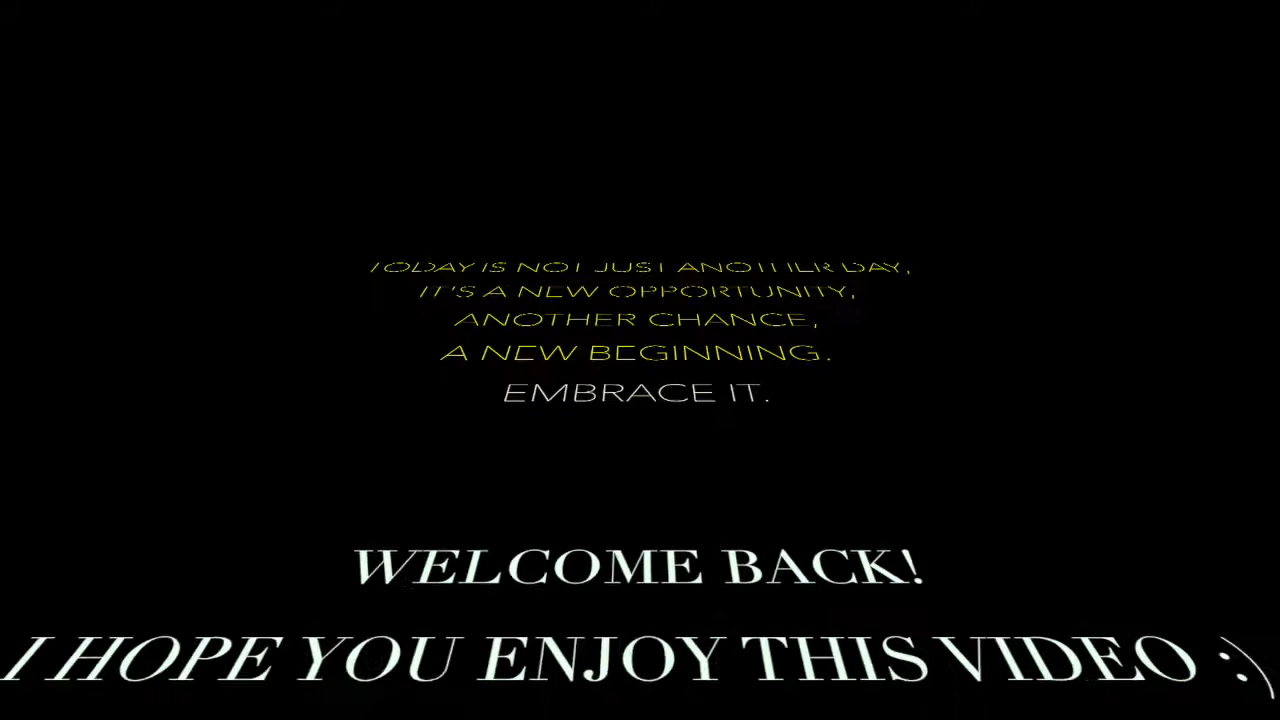 TODAY IS NOT JUST ANOTHER DAY,
IT'S A NEW OPPORTUNITY,
ANOTHER CHANCE,
A NEW BEGINNING.
EMBRACE IT.
WELCOME BACK!
I HOPE YOU ENJOY THIS VIDEO :)